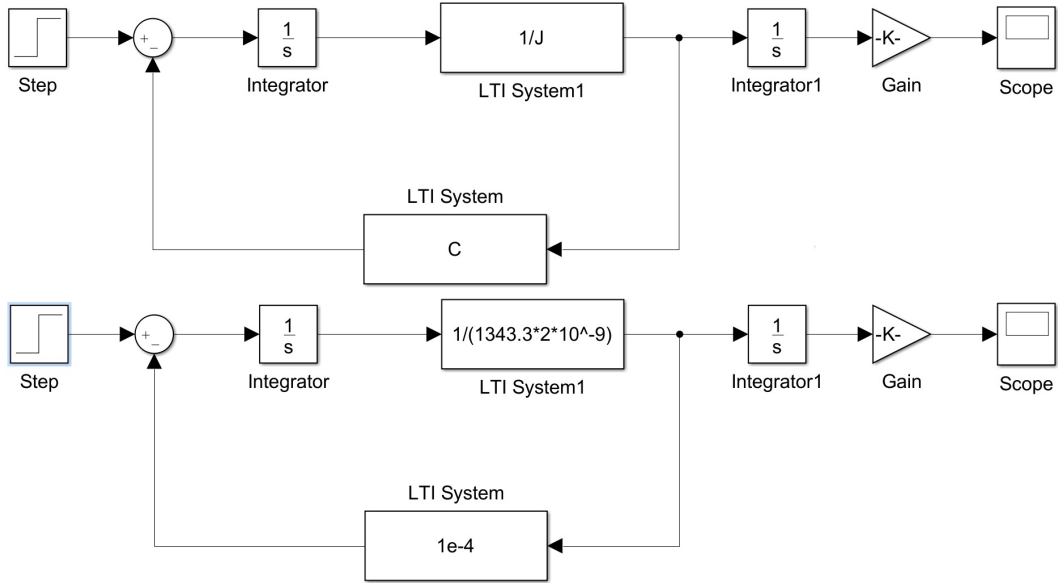 +
−
1
s
1/J
1
s
-K-
Step
Integrator
LTI System1
Integrator1
Gain
Scope
LTI System
C
+
−
1
s
1/(1343.3*2*10^-9)
1
s
-K-
Step
Integrator
LTI System1
Integrator1
Gain
Scope
LTI System
1e-4